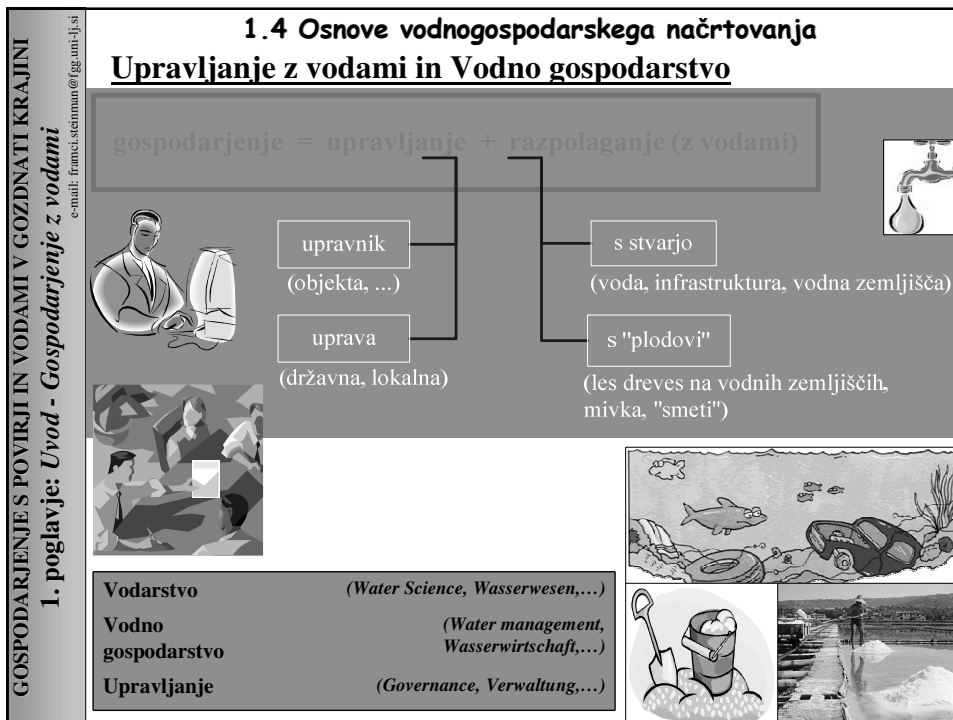 GOSPODARJENJE S POVIRJI IN VODAMI V GOZDNATI KRAJINI
1. poglavje: Uvod - Gospodarjenje z vodami
e-mail: franci.steinman@fgg.uni-lj.si
1.4 Osnove vodnogospodarskega načrtovanja
Upravljanje z vodami in Vodno gospodarstvo
gospodarjenje = upravljanje + razpolaganje (z vodami)
upravnik
(objekta, ...)
uprava
(državna, lokalna)
s stvarjo
(voda, infrastruktura, vodna zemljišča)
s "plodovi"
(les dreves na vodnih zemljiščih,
mivka, "smeti")
Vodarstvo (Water Science, Wasserwesen,…)
Vodno (Water management,
gospodarstvo Wasserwirtschaft,…)
Upravljanje (Governance, Verwaltung,…)